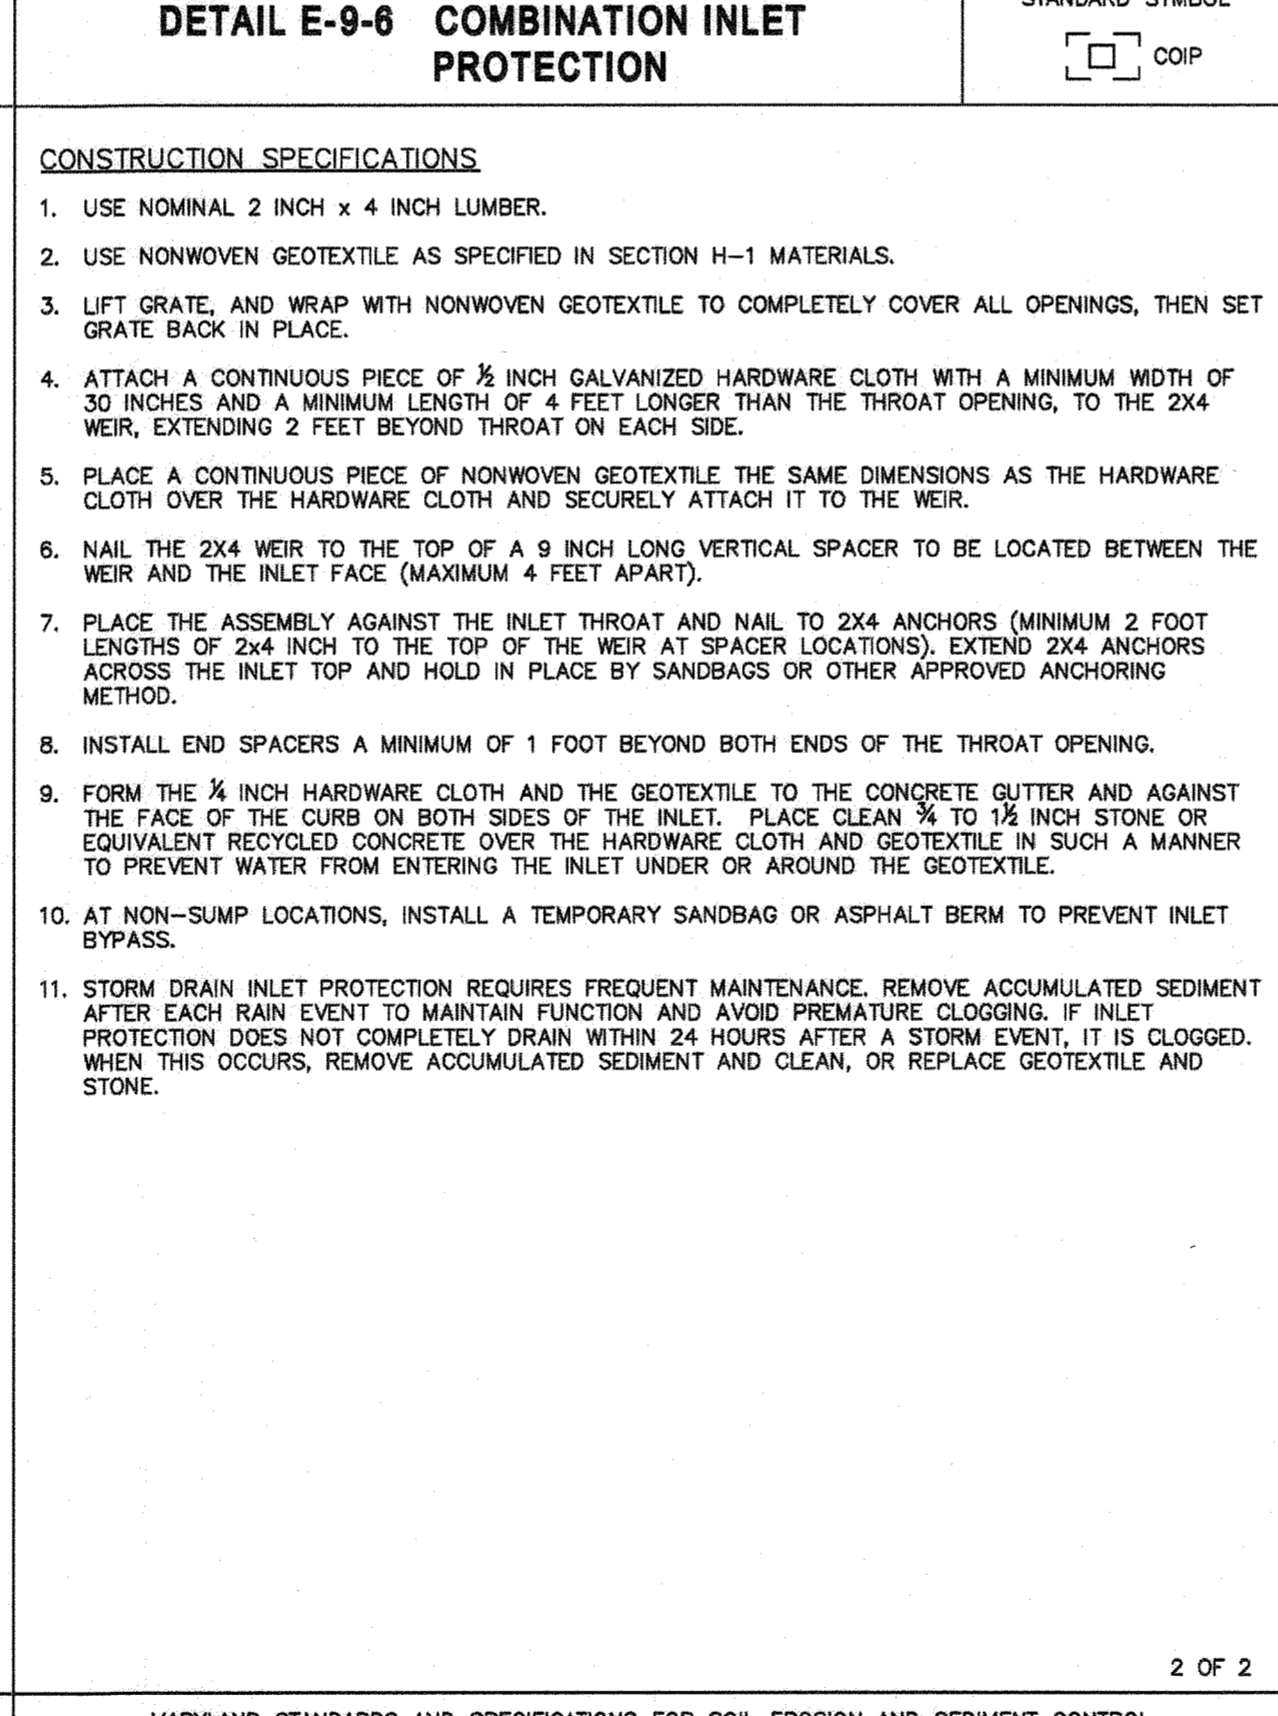 STANDARD SYMBOL
DETAIL E-9-6 COMBINATION INLET
PROTECTION
COIP
CONSTRUCTION SPECIFICATIONS
1. USE NOMINAL 2 INCH x 4 INCH LUMBER.
2. USE NONWOVEN GEOTEXTILE AS SPECIFIED IN SECTION H-1 MATERIALS.
3. LIFT GRATE, AND WRAP WITH NONWOVEN GEOTEXTILE TO COMPLETELY COVER ALL OPENINGS, THEN SET
GRATE BACK IN PLACE.
4. ATTACH A CONTINUOUS PIECE OF ½ INCH GALVANIZED HARDWARE CLOTH WITH A MINIMUM WIDTH OF
30 INCHES AND A MINIMUM LENGTH OF 4 FEET LONGER THAN THE THROAT OPENING, TO THE 2X4
WEIR, EXTENDING 2 FEET BEYOND THROAT ON EACH SIDE.
5. PLACE A CONTINUOUS PIECE OF NONWOVEN GEOTEXTILE THE SAME DIMENSIONS AS THE HARDWARE
CLOTH OVER THE HARDWARE CLOTH AND SECURELY ATTACH IT TO THE WEIR.
6. NAIL THE 2X4 WEIR TO THE TOP OF A 9 INCH LONG VERTICAL SPACER TO BE LOCATED BETWEEN THE
WEIR AND THE INLET FACE (MAXIMUM 4 FEET APART).
7. PLACE THE ASSEMBLY AGAINST THE INLET THROAT AND NAIL TO 2X4 ANCHORS (MINIMUM 2 FOOT
LENGTHS OF 2x4 INCH TO THE TOP OF THE WEIR AT SPACER LOCATIONS). EXTEND 2X4 ANCHORS
ACROSS THE INLET TOP AND HOLD IN PLACE BY SANDBAGS OR OTHER APPROVED ANCHORING
METHOD.
8. INSTALL END SPACERS A MINIMUM OF 1 FOOT BEYOND BOTH ENDS OF THE THROAT OPENING.
9. FORM THE ¼ INCH HARDWARE CLOTH AND THE GEOTEXTILE TO THE CONCRETE GUTTER AND AGAINST
THE FACE OF THE CURB ON BOTH SIDES OF THE INLET. PLACE CLEAN ¾ TO 1½ INCH STONE OR
EQUIVALENT RECYCLED CONCRETE OVER THE HARDWARE CLOTH AND GEOTEXTILE IN SUCH A MANNER
TO PREVENT WATER FROM ENTERING THE INLET UNDER OR AROUND THE GEOTEXTILE.
10. AT NON-SUMP LOCATIONS, INSTALL A TEMPORARY SANDBAG OR ASPHALT BERM TO PREVENT INLET
BYPASS.
11. STORM DRAIN INLET PROTECTION REQUIRES FREQUENT MAINTENANCE. REMOVE ACCUMULATED SEDIMENT
AFTER EACH RAIN EVENT TO MAINTAIN FUNCTION AND AVOID PREMATURE CLOGGING. IF INLET
PROTECTION DOES NOT COMPLETELY DRAIN WITHIN 24 HOURS AFTER A STORM EVENT, IT IS CLOGGED.
WHEN THIS OCCURS, REMOVE ACCUMULATED SEDIMENT AND CLEAN, OR REPLACE GEOTEXTILE AND
STONE.
2 OF 2
MARYLAND STANDARDS AND SPECIFICATIONS FOR SOIL EROSION AND SEDIMENT CONTROL